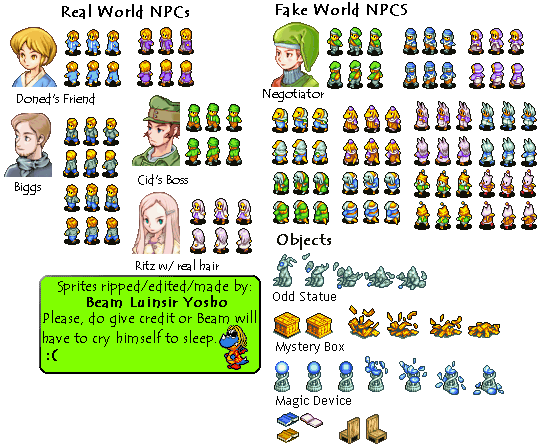 Real World NPCs
Doned's Friend
Biggs
Cid's Boss
Ritz w/ real hair
Sprites ripped/edited/made by:
Beam Luinsir Yosho
Please, do give credit or Beam will
have to cry himself to sleep.
:(
Fake World NPCS
Negotiator
Objects
Odd Statue
Mystery Box
Magic Device